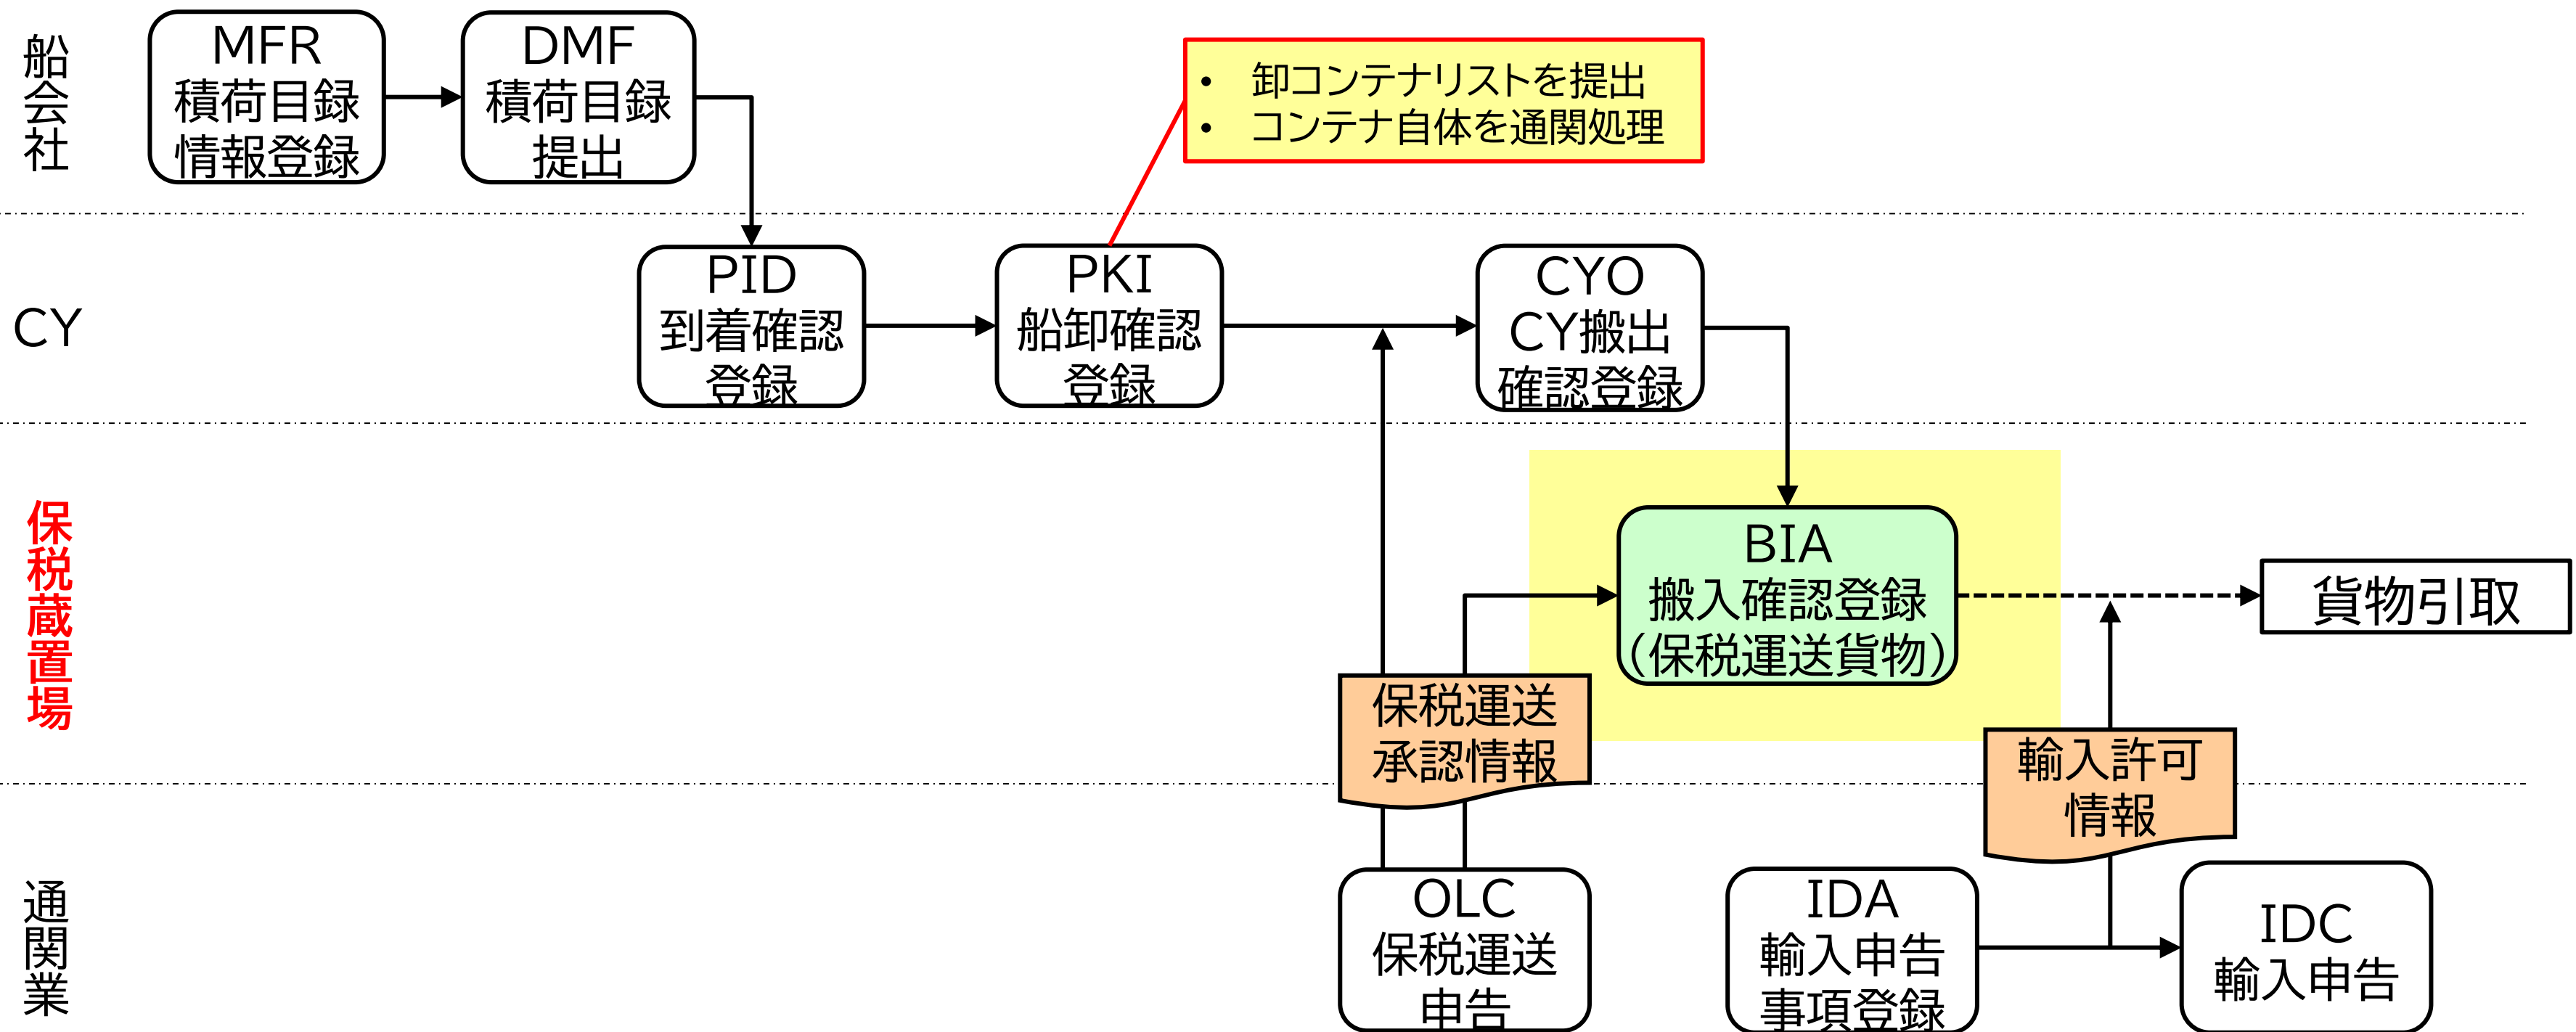 船会社
MFR
積荷目録
情報登録
DMF
積荷目録
提出
• 卸コンテナリストを提出
• コンテナ自体を通関処理
CY
PID
到着確認
登録
PKI
船卸確認
登録
CYO
CY搬出
確認登録
保税蔵置場
BIA
搬入確認登録
(保税運送貨物)
貨物引取
保税運送
承認情報
輸入許可
情報
通関業
OLC
保税運送
申告
IDA
輸入申告
事項登録
IDC
輸入申告